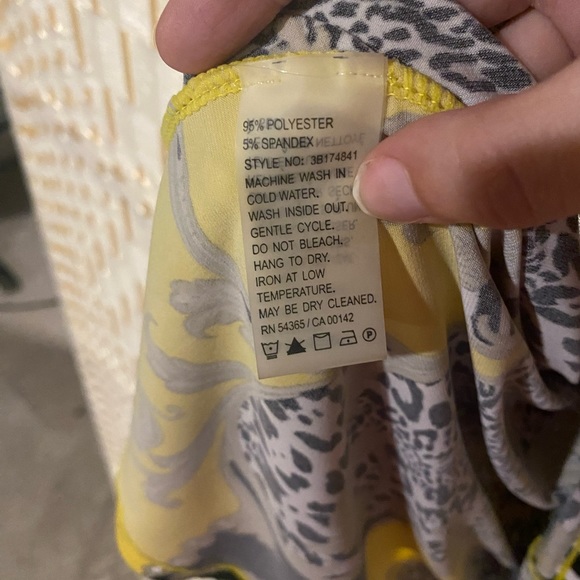 95% POLYESTER
5% SPANDEX
STYLE NO: 3B174841
MACHINE WASH IN
COLD WATER.
WASH INSIDE OUT.
GENTLE CYCLE.
DO NOT BLEACH.
HANG TO DRY.
IRON AT LOW
TEMPERATURE.
MAY BE DRY CLEANED.
RN 54365 / CA 00142
P